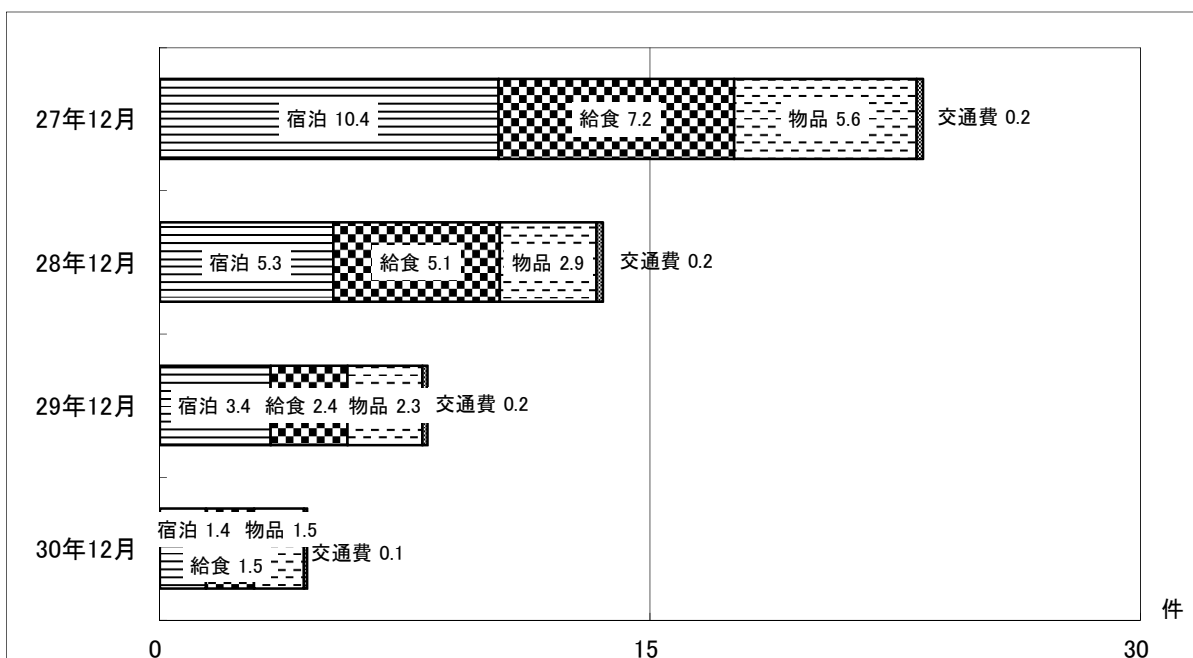 27年12月
宿泊 10.4
給食 7.2
物品 5.6
交通費 0.2
28年12月
宿泊 5.3
給食 5.1
物品 2.9
交通費 0.2
29年12月
宿泊 3.4
給食 2.4
物品 2.3
交通費 0.2
30年12月
宿泊 1.4
物品 1.5
給食 1.5
交通費 0.1
件
0
15
30